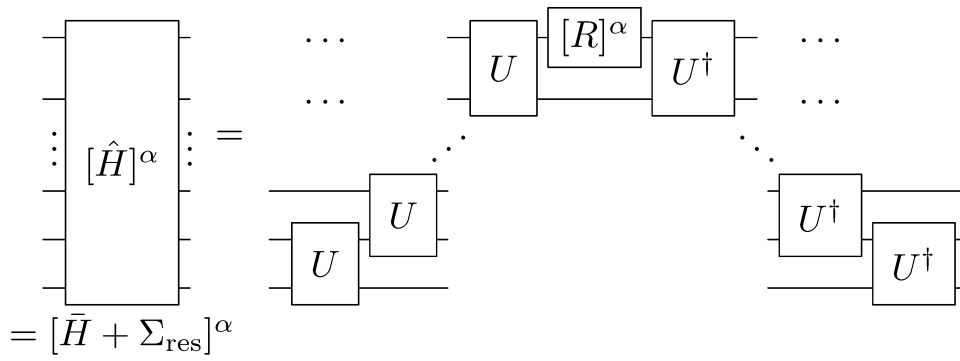 [Ĥ]^α = ⋯ ⋯ U [R]^α U† ⋯ ⋯
U U U† U†
= [H̄ + Σ_res]^α